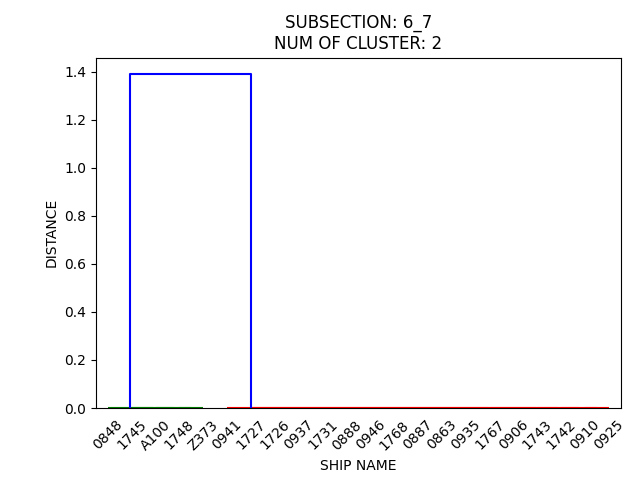 SUBSECTION: 6_7
NUM OF CLUSTER: 2
1.4
1.2
1.0
0.8
0.6
0.4
0.2
0.0
DISTANCE
0848 1745 A100 1748 Z373 0941 1727 1726 0937 1731 0888 0946 1768 0887 0863 0935 1767 0906 1743 1742 0910 0925
SHIP NAME